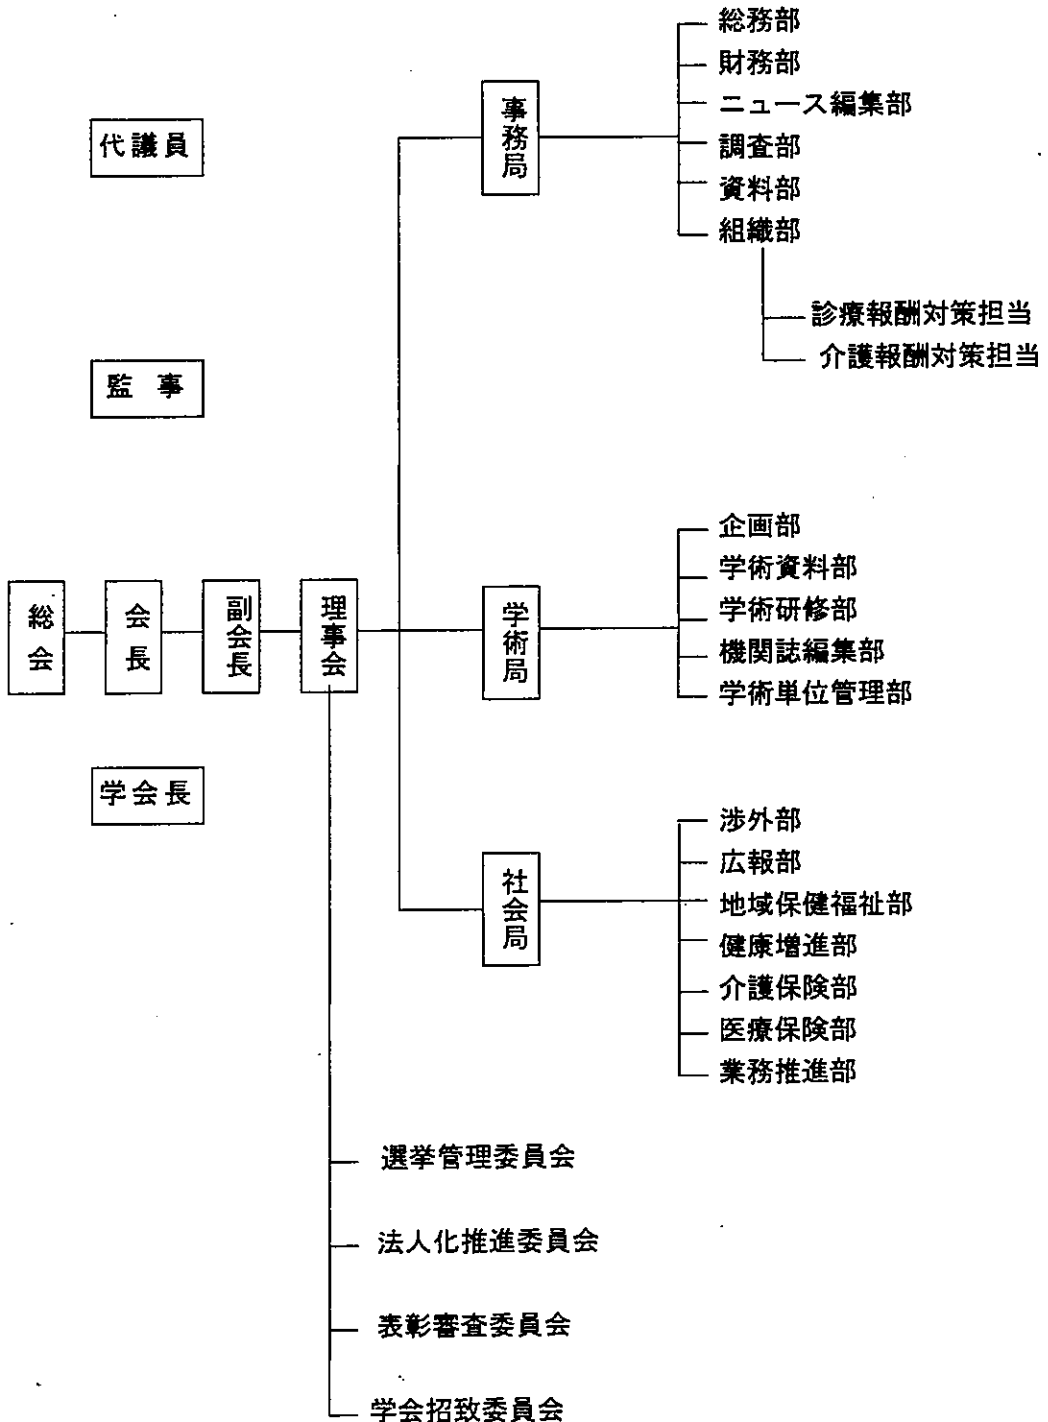 代議員
監 事
総会
会長
副会長
理事会
学会長
事務局
総務部
財務部
ニュース編集部
調査部
資料部
組織部
診療報酬対策担当
介護報酬対策担当
学術局
企画部
学術資料部
学術研修部
機関誌編集部
学術単位管理部
社会局
渉外部
広報部
地域保健福祉部
健康増進部
介護保険部
医療保険部
業務推進部
選挙管理委員会
法人化推進委員会
表彰審査委員会
学会招致委員会